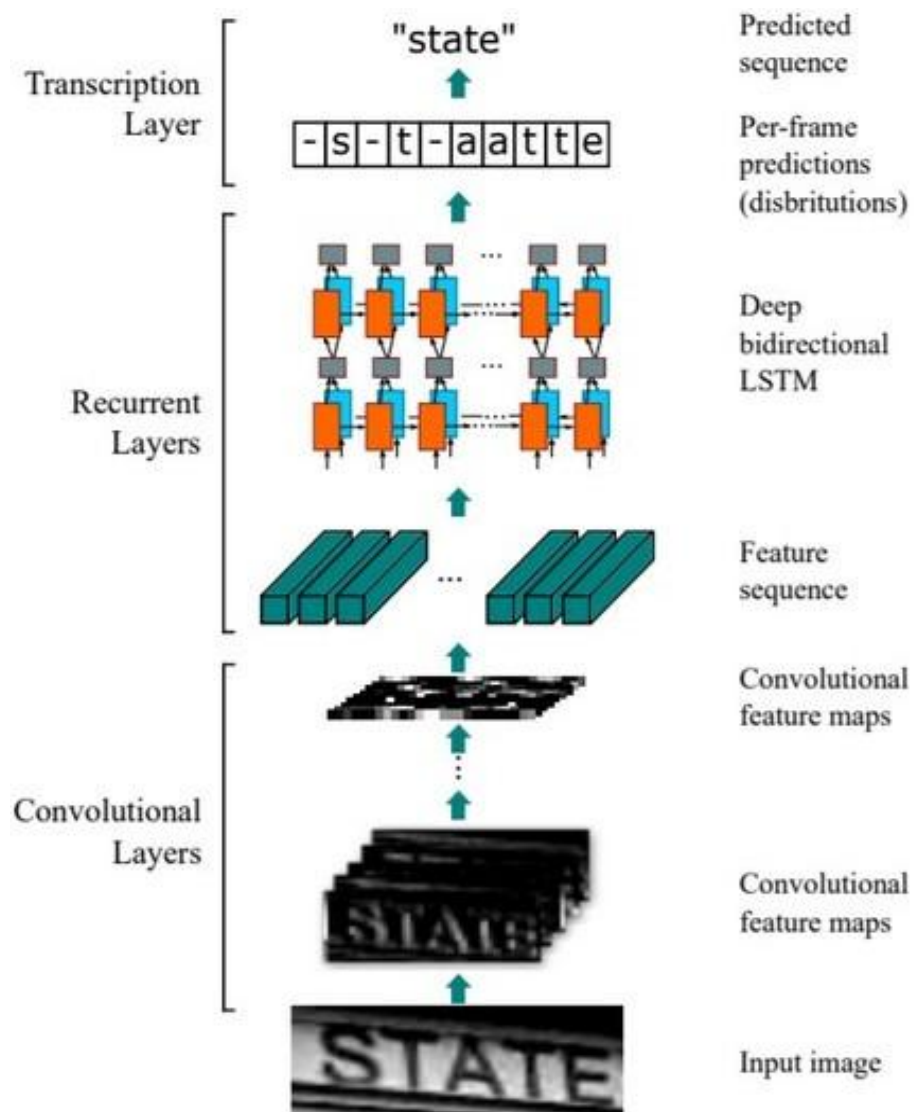 "state"
Predicted
sequence
Transcription
Layer
-s-t-aatte
Per-frame
predictions
(disbritutions)
Deep
bidirectional
LSTM
Recurrent
Layers
Feature
sequence
Convolutional
feature maps
Convolutional
Layers
STATE
Convolutional
feature maps
STATE
Input image